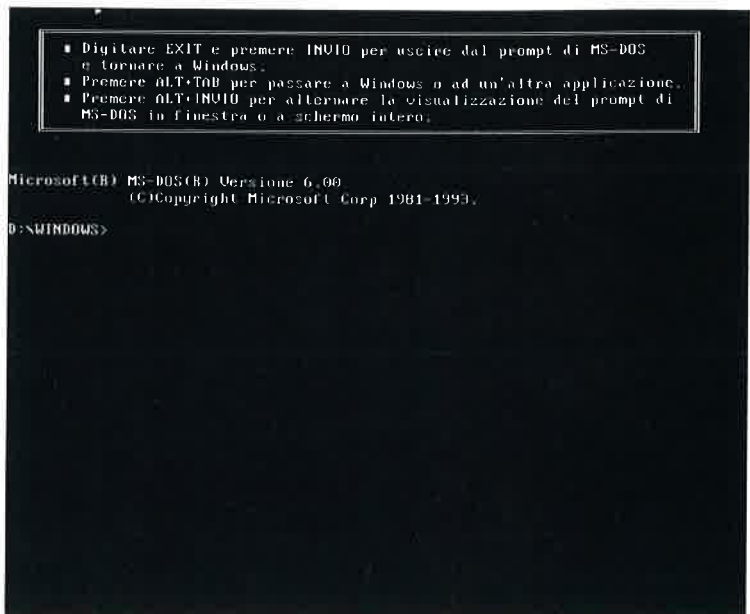 Digitare EXIT e premere INVIO per uscire dal prompt di MS-DOS
e tornare a Windows.
Premere ALT+TAB per passare a Windows o ad un'altra applicazione.
Premere ALT+INVIO per alternare la visualizzazione del prompt di
MS-DOS in finestra o a schermo intero.
Microsoft(R) MS-DOS(R) Versione 6.00
(C)Copyright Microsoft Corp 1981-1993.
D:\WINDOWS>